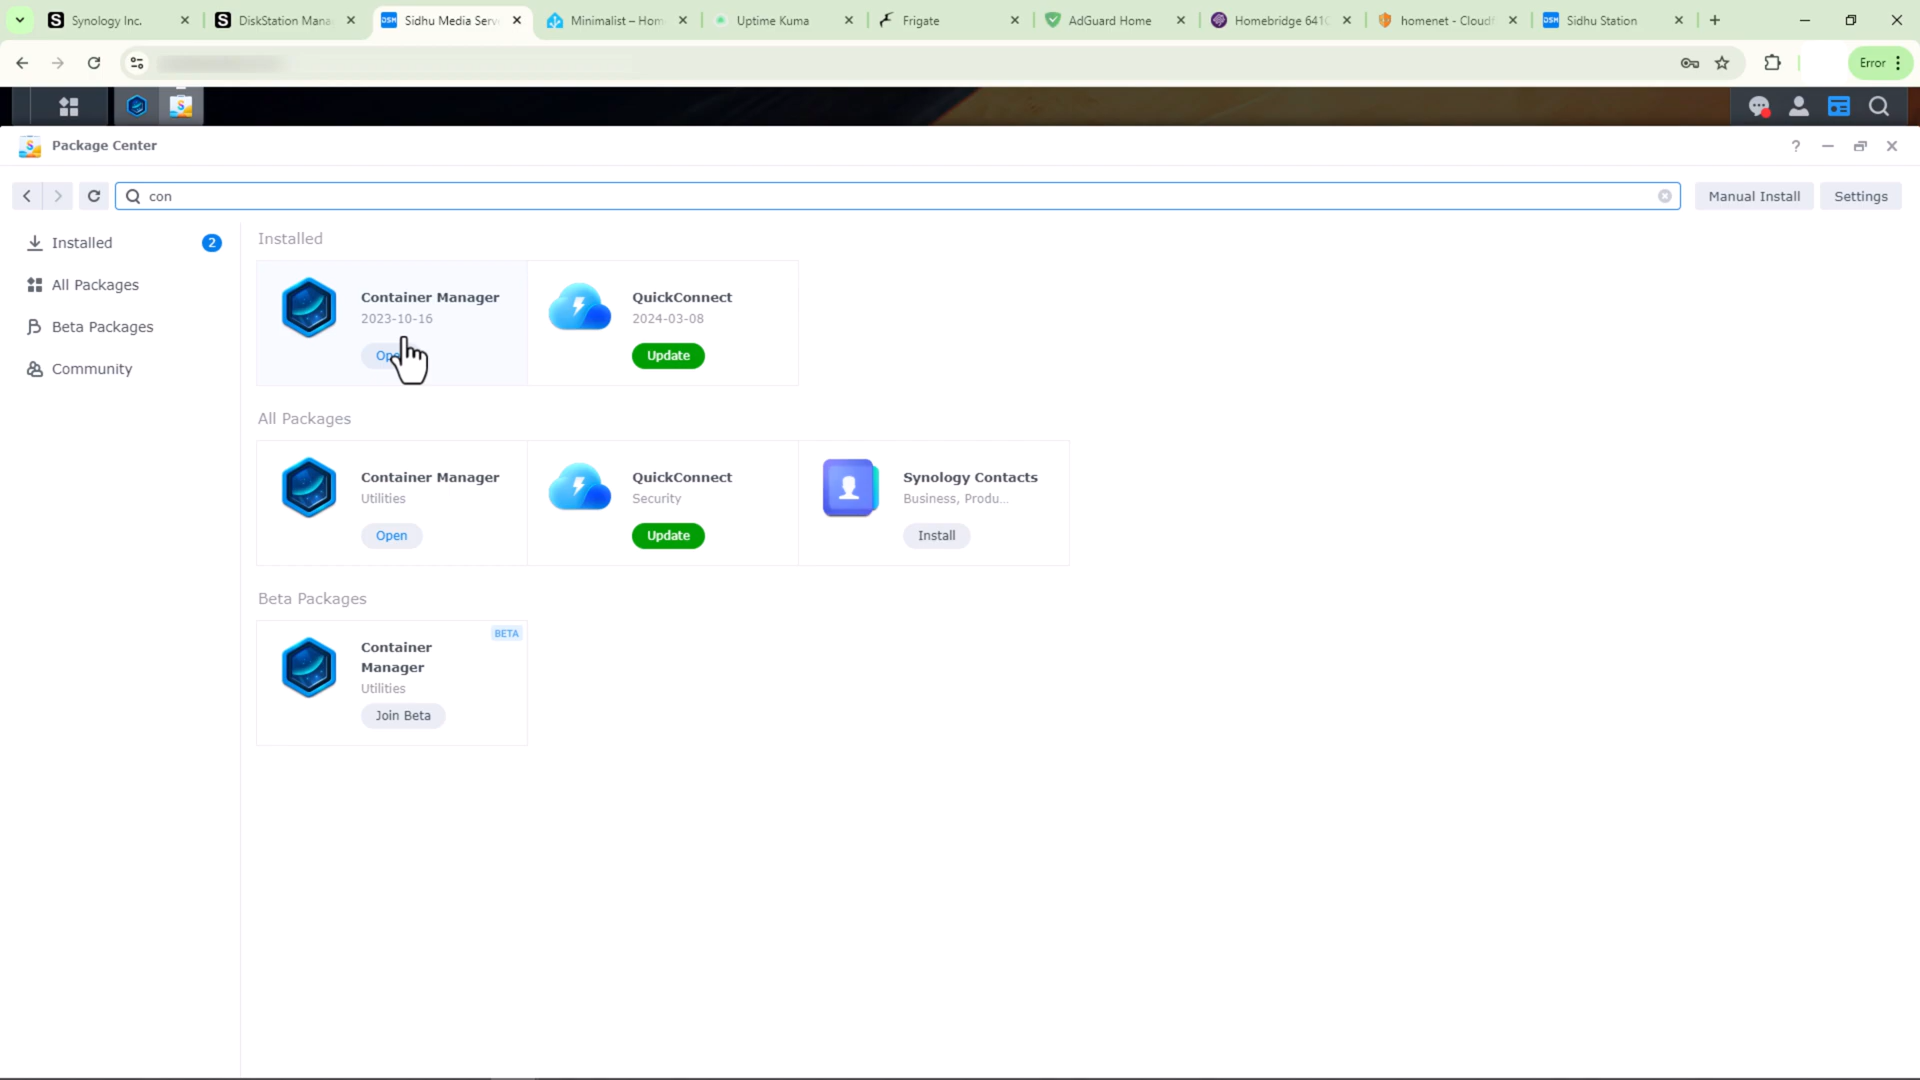 Synology Inc.
DiskStation Mana
Sidhu Media Serv
Minimalist – Hom
Uptime Kuma
Frigate
AdGuard Home
Homebridge 641C
homenet - Cloudf
Sidhu Station
Error
Package Center
con
Manual Install
Settings
Installed
2
All Packages
Beta Packages
Community
Installed
Container Manager
2023-10-16
QuickConnect
2024-03-08
Update
All Packages
Container Manager
Utilities
Open
QuickConnect
Security
Update
Synology Contacts
Business, Produ...
Install
Beta Packages
BETA
Container
Manager
Utilities
Join Beta